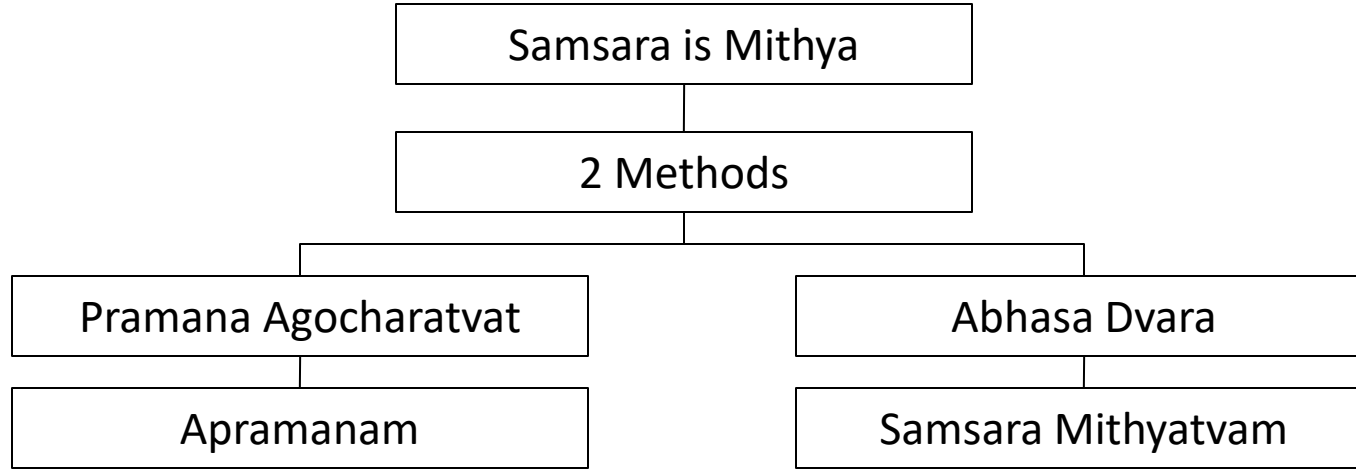 Samsara is Mithya
2 Methods
Pramana Agocharatvat
Abhasa Dvara
Apramanam
Samsara Mithyatvam